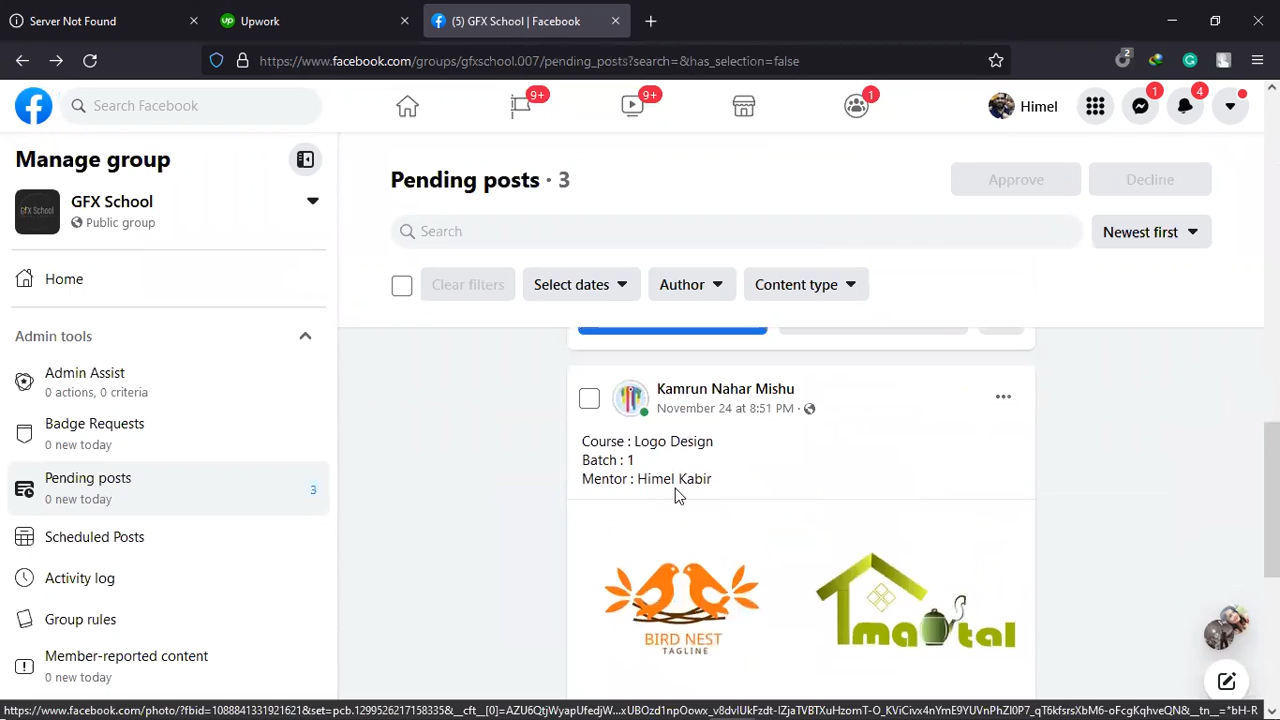 Server Not Found
Upwork
(5) GFX School | Facebook
https://www.facebook.com/groups/gfxschool.007/pending_posts?search=&has_selection=false
2
Search Facebook
9+
9+
1
Himel
1
4
Manage group
GFX School
GFX School
Public group
Home
Admin tools
Admin Assist
0 actions, 0 criteria
Badge Requests
0 new today
Pending posts
0 new today
3
Scheduled Posts
Activity log
Group rules
Member-reported content
0 new today
Pending posts · 3
Approve
Decline
Search
Newest first
Clear filters
Select dates
Author
Content type
Kamrun Nahar Mishu
November 24 at 8:51 PM ·
Course : Logo Design
Batch : 1
Mentor : Himel Kabir
BIRD NEST
TAGLINE